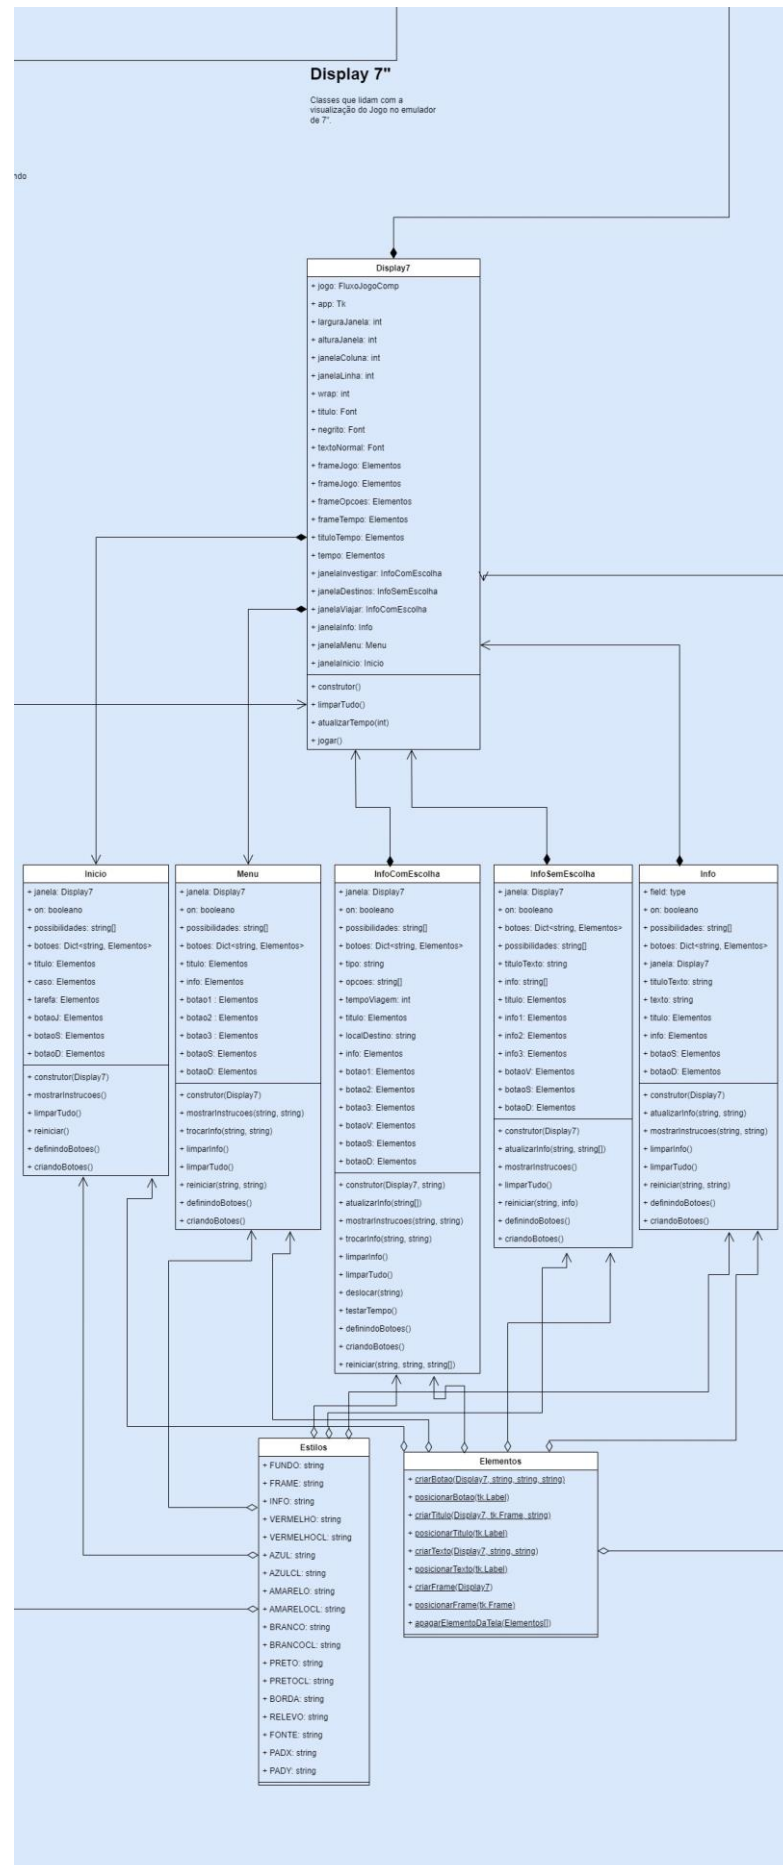 Display 7"
Classes que lidam com a
visualização do Jogo no emulador
de 7".
ndo
Display7
+ jogo: FluxoJogoComp
+ app: Tk
+ larguraJanela: int
+ alturaJanela: int
+ janelaColuna: int
+ janelaLinha: int
+ wrap: int
+ titulo: Font
+ negrito: Font
+ textoNormal: Font
+ frameJogo: Elementos
+ frameJogo: Elementos
+ frameOpcoes: Elementos
+ frameTempo: Elementos
+ tituloTempo: Elementos
+ tempo: Elementos
+ janelaInvestigar: InfoComEscolha
+ janelaDestinos: InfoSemEscolha
+ janelaViajar: InfoComEscolha
+ janelaInfo: Info
+ janelaMenu: Menu
+ janelaInicio: Inicio
+ construtor()
+ limparTudo()
+ atualizarTempo(int)
+ jogar()
Inicio
+ janela: Display7
+ on: booleano
+ possibilidades: string[]
+ botoes: Dict<string, Elementos>
+ titulo: Elementos
+ caso: Elementos
+ tarefa: Elementos
+ botaoJ: Elementos
+ botaoS: Elementos
+ botaoD: Elementos
+ construtor(Display7)
+ mostrarInstrucoes()
+ limparTudo()
+ reiniciar()
+ definindoBotoes()
+ criandoBotoes()
Menu
+ janela: Display7
+ on: booleano
+ possibilidades: string[]
+ botoes: Dict<string, Elementos>
+ titulo: Elementos
+ info: Elementos
+ botao1 : Elementos
+ botao2 : Elementos
+ botao3 : Elementos
+ botaoS: Elementos
+ botaoD: Elementos
+ construtor(Display7)
+ mostrarInstrucoes(string, string)
+ trocarInfo(string, string)
+ limparInfo()
+ limparTudo()
+ reiniciar(string, string)
+ definindoBotoes()
+ criandoBotoes()
InfoComEscolha
+ janela: Display7
+ on: booleano
+ possibilidades: string[]
+ botoes: Dict<string, Elementos>
+ tipo: string
+ opcoes: string[]
+ tempoViagem: int
+ titulo: Elementos
+ localDestino: string
+ info: Elementos
+ botao1: Elementos
+ botao2: Elementos
+ botao3: Elementos
+ botaoV: Elementos
+ botaoS: Elementos
+ botaoD: Elementos
+ construtor(Display7, string)
+ atualizarInfo(string[])
+ mostrarInstrucoes(string, string)
+ trocarInfo(string, string)
+ limparInfo()
+ limparTudo()
+ deslocar(string)
+ testarTempo()
+ definindoBotoes()
+ criandoBotoes()
+ reiniciar(string, string, string[])
InfoSemEscolha
+ janela: Display7
+ on: booleano
+ botoes: Dict<string, Elementos>
+ possibilidades: string[]
+ tituloTexto: string
+ info: string[]
+ titulo: Elementos
+ info1: Elementos
+ info2: Elementos
+ info3: Elementos
+ botaoV: Elementos
+ botaoS: Elementos
+ botaoD: Elementos
+ construtor(Display7)
+ atualizarInfo(string, string[])
+ mostrarInstrucoes()
+ limparTudo()
+ reiniciar(string, info)
+ definindoBotoes()
+ criandoBotoes()
Info
+ field: type
+ on: booleano
+ possibilidades: string[]
+ botoes: Dict<string, Elementos>
+ janela: Display7
+ tituloTexto: string
+ texto: string
+ titulo: Elementos
+ info: Elementos
+ botaoS: Elementos
+ botaoD: Elementos
+ construtor(Display7)
+ atualizarInfo(string, string)
+ mostrarInstrucoes(string, string)
+ limparInfo()
+ limparTudo()
+ reiniciar(string, string)
+ definindoBotoes()
+ criandoBotoes()
Estilos
+ FUNDO: string
+ FRAME: string
+ INFO: string
+ VERMELHO: string
+ VERMELHOCL: string
+ AZUL: string
+ AZULCL: string
+ AMARELO: string
+ AMARELOCL: string
+ BRANCO: string
+ BRANCOCL: string
+ PRETO: string
+ PRETOCL: string
+ BORDA: string
+ RELEVO: string
+ FONTE: string
+ PADX: string
+ PADY: string
Elementos
+ criarBotao(Display7, string, string, string)
+ posicionarBotao(tk.Label)
+ criarTitulo(Display7, tk.Frame, string)
+ posicionarTitulo(tk.Label)
+ criarTexto(Display7, string, string)
+ posicionarTexto(tk.Label)
+ criarFrame(Display7)
+ posicionarFrame(tk.Frame)
+ apagarElementoDaTela(Elementos[])